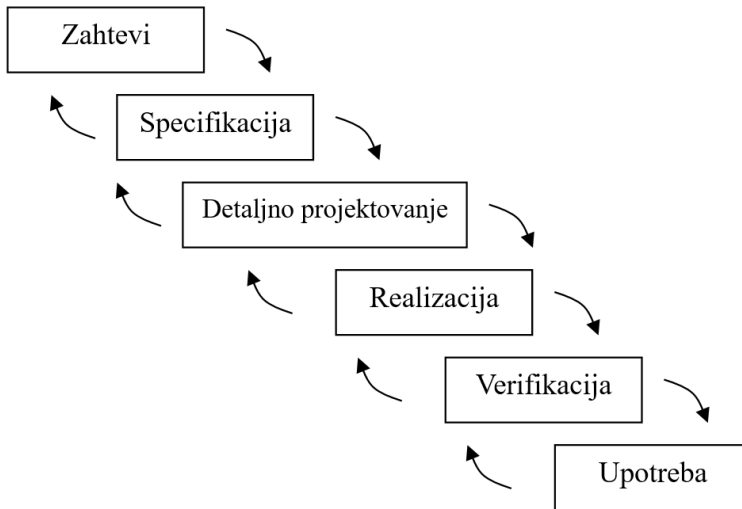 Zahtevi
Specifikacija
Detaljno projektovanje
Realizacija
Verifikacija
Upotreba